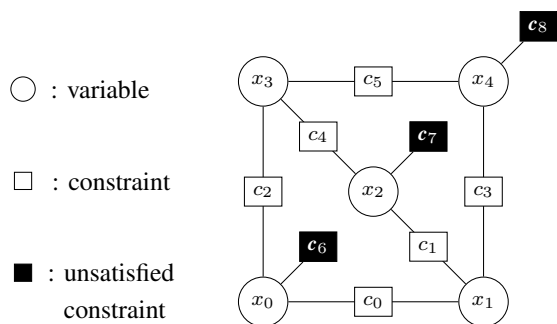 c8
x3
c5
x4
: variable
c4
c7
: constraint
c2
x2
c3
c6
c1
: unsatisfied
constraint
x0
c0
x1